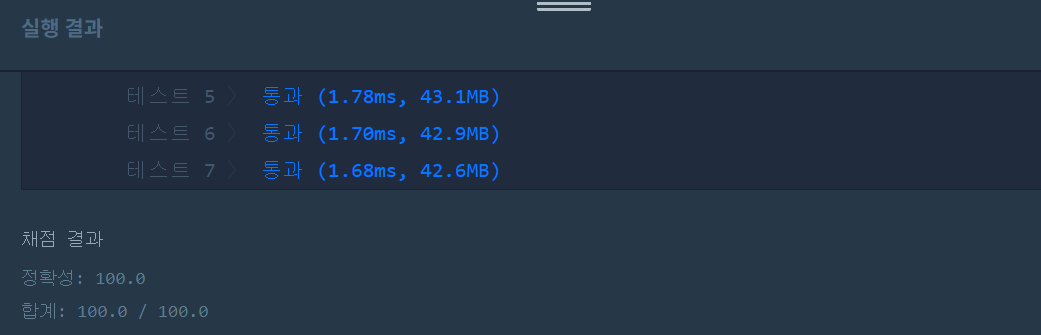 실행 결과
테스트 5 〉 통과 (1.78ms, 43.1MB)
테스트 6 〉 통과 (1.70ms, 42.9MB)
테스트 7 〉 통과 (1.68ms, 42.6MB)
채점 결과
정확성: 100.0
합계: 100.0 / 100.0